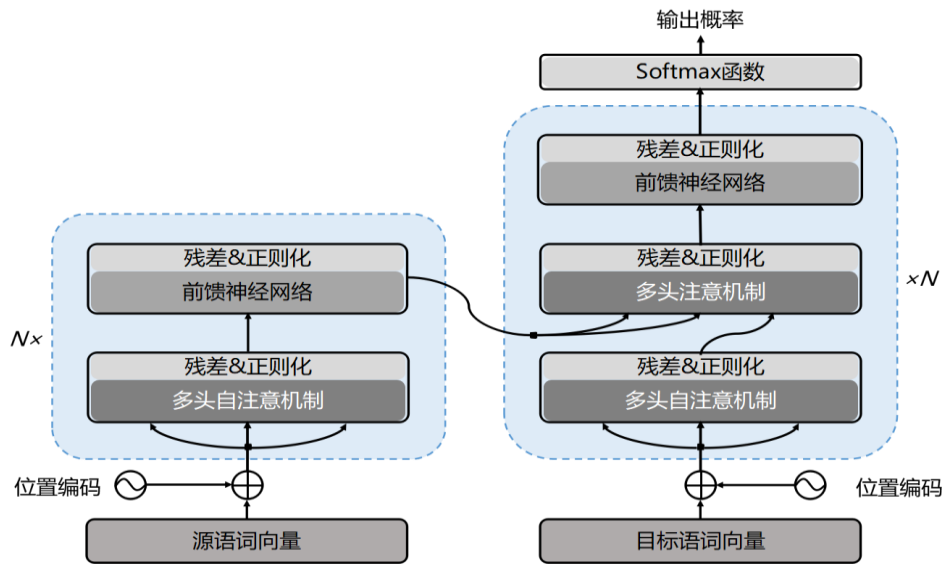 输出概率
Softmax函数
残差&正则化
前馈神经网络
残差&正则化
多头注意机制
×N
残差&正则化
多头自注意机制
位置编码
目标语词向量
残差&正则化
前馈神经网络
N×
残差&正则化
多头自注意机制
位置编码
源语词向量